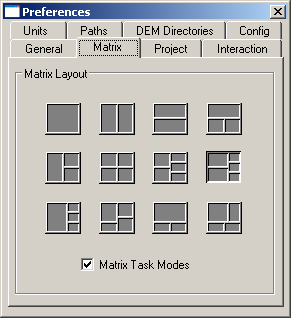 Preferences
Units Paths DEM Directories Config
General Matrix Project Interaction
Matrix Layout
Matrix Task Modes